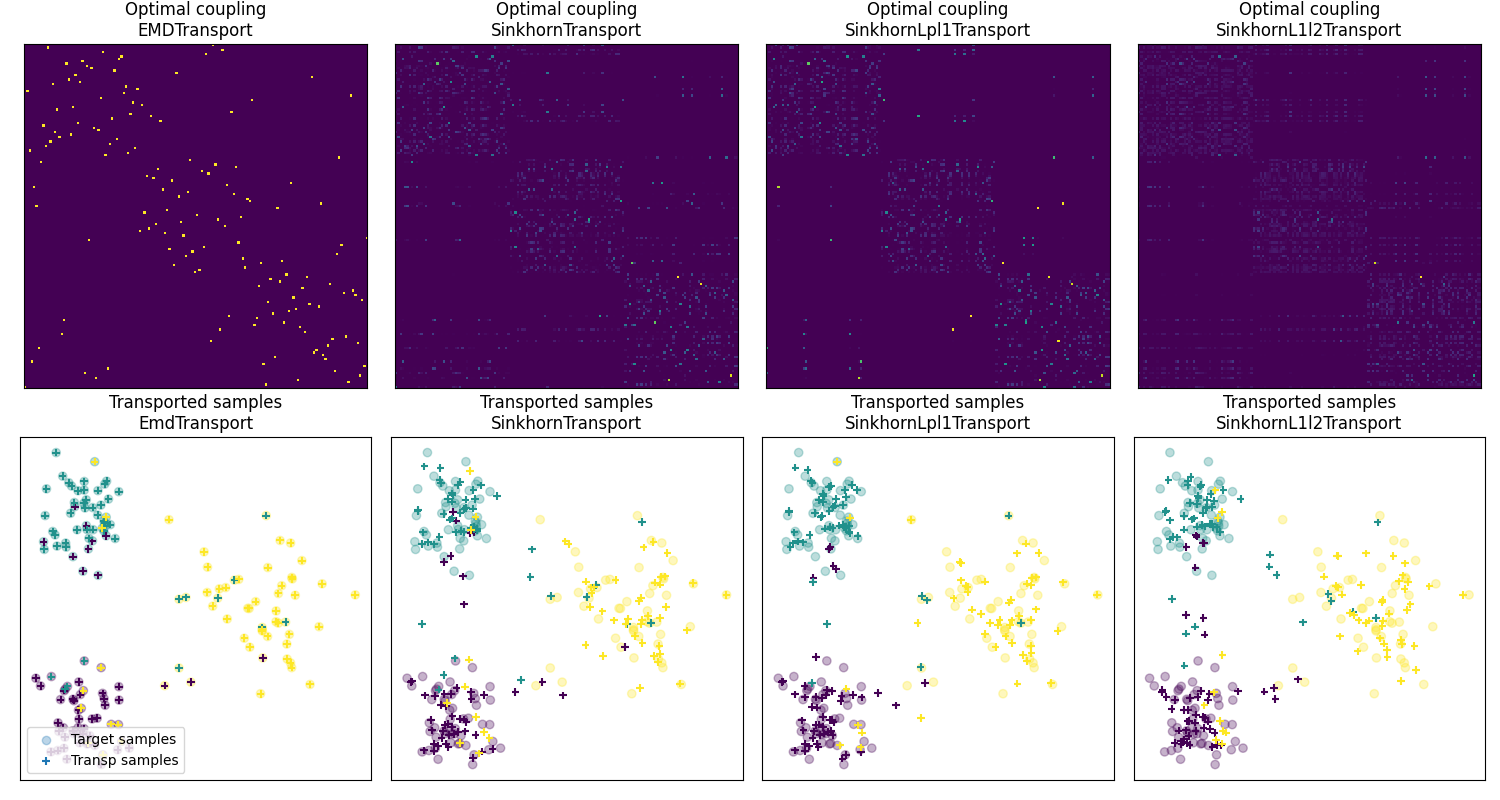 Optimal coupling
EMDTransport
Optimal coupling
SinkhornTransport
Optimal coupling
SinkhornLpl1Transport
Optimal coupling
SinkhornL1l2Transport
Transported samples
EmdTransport
Transported samples
SinkhornTransport
Transported samples
SinkhornLpl1Transport
Transported samples
SinkhornL1l2Transport
Target samples
Transp samples